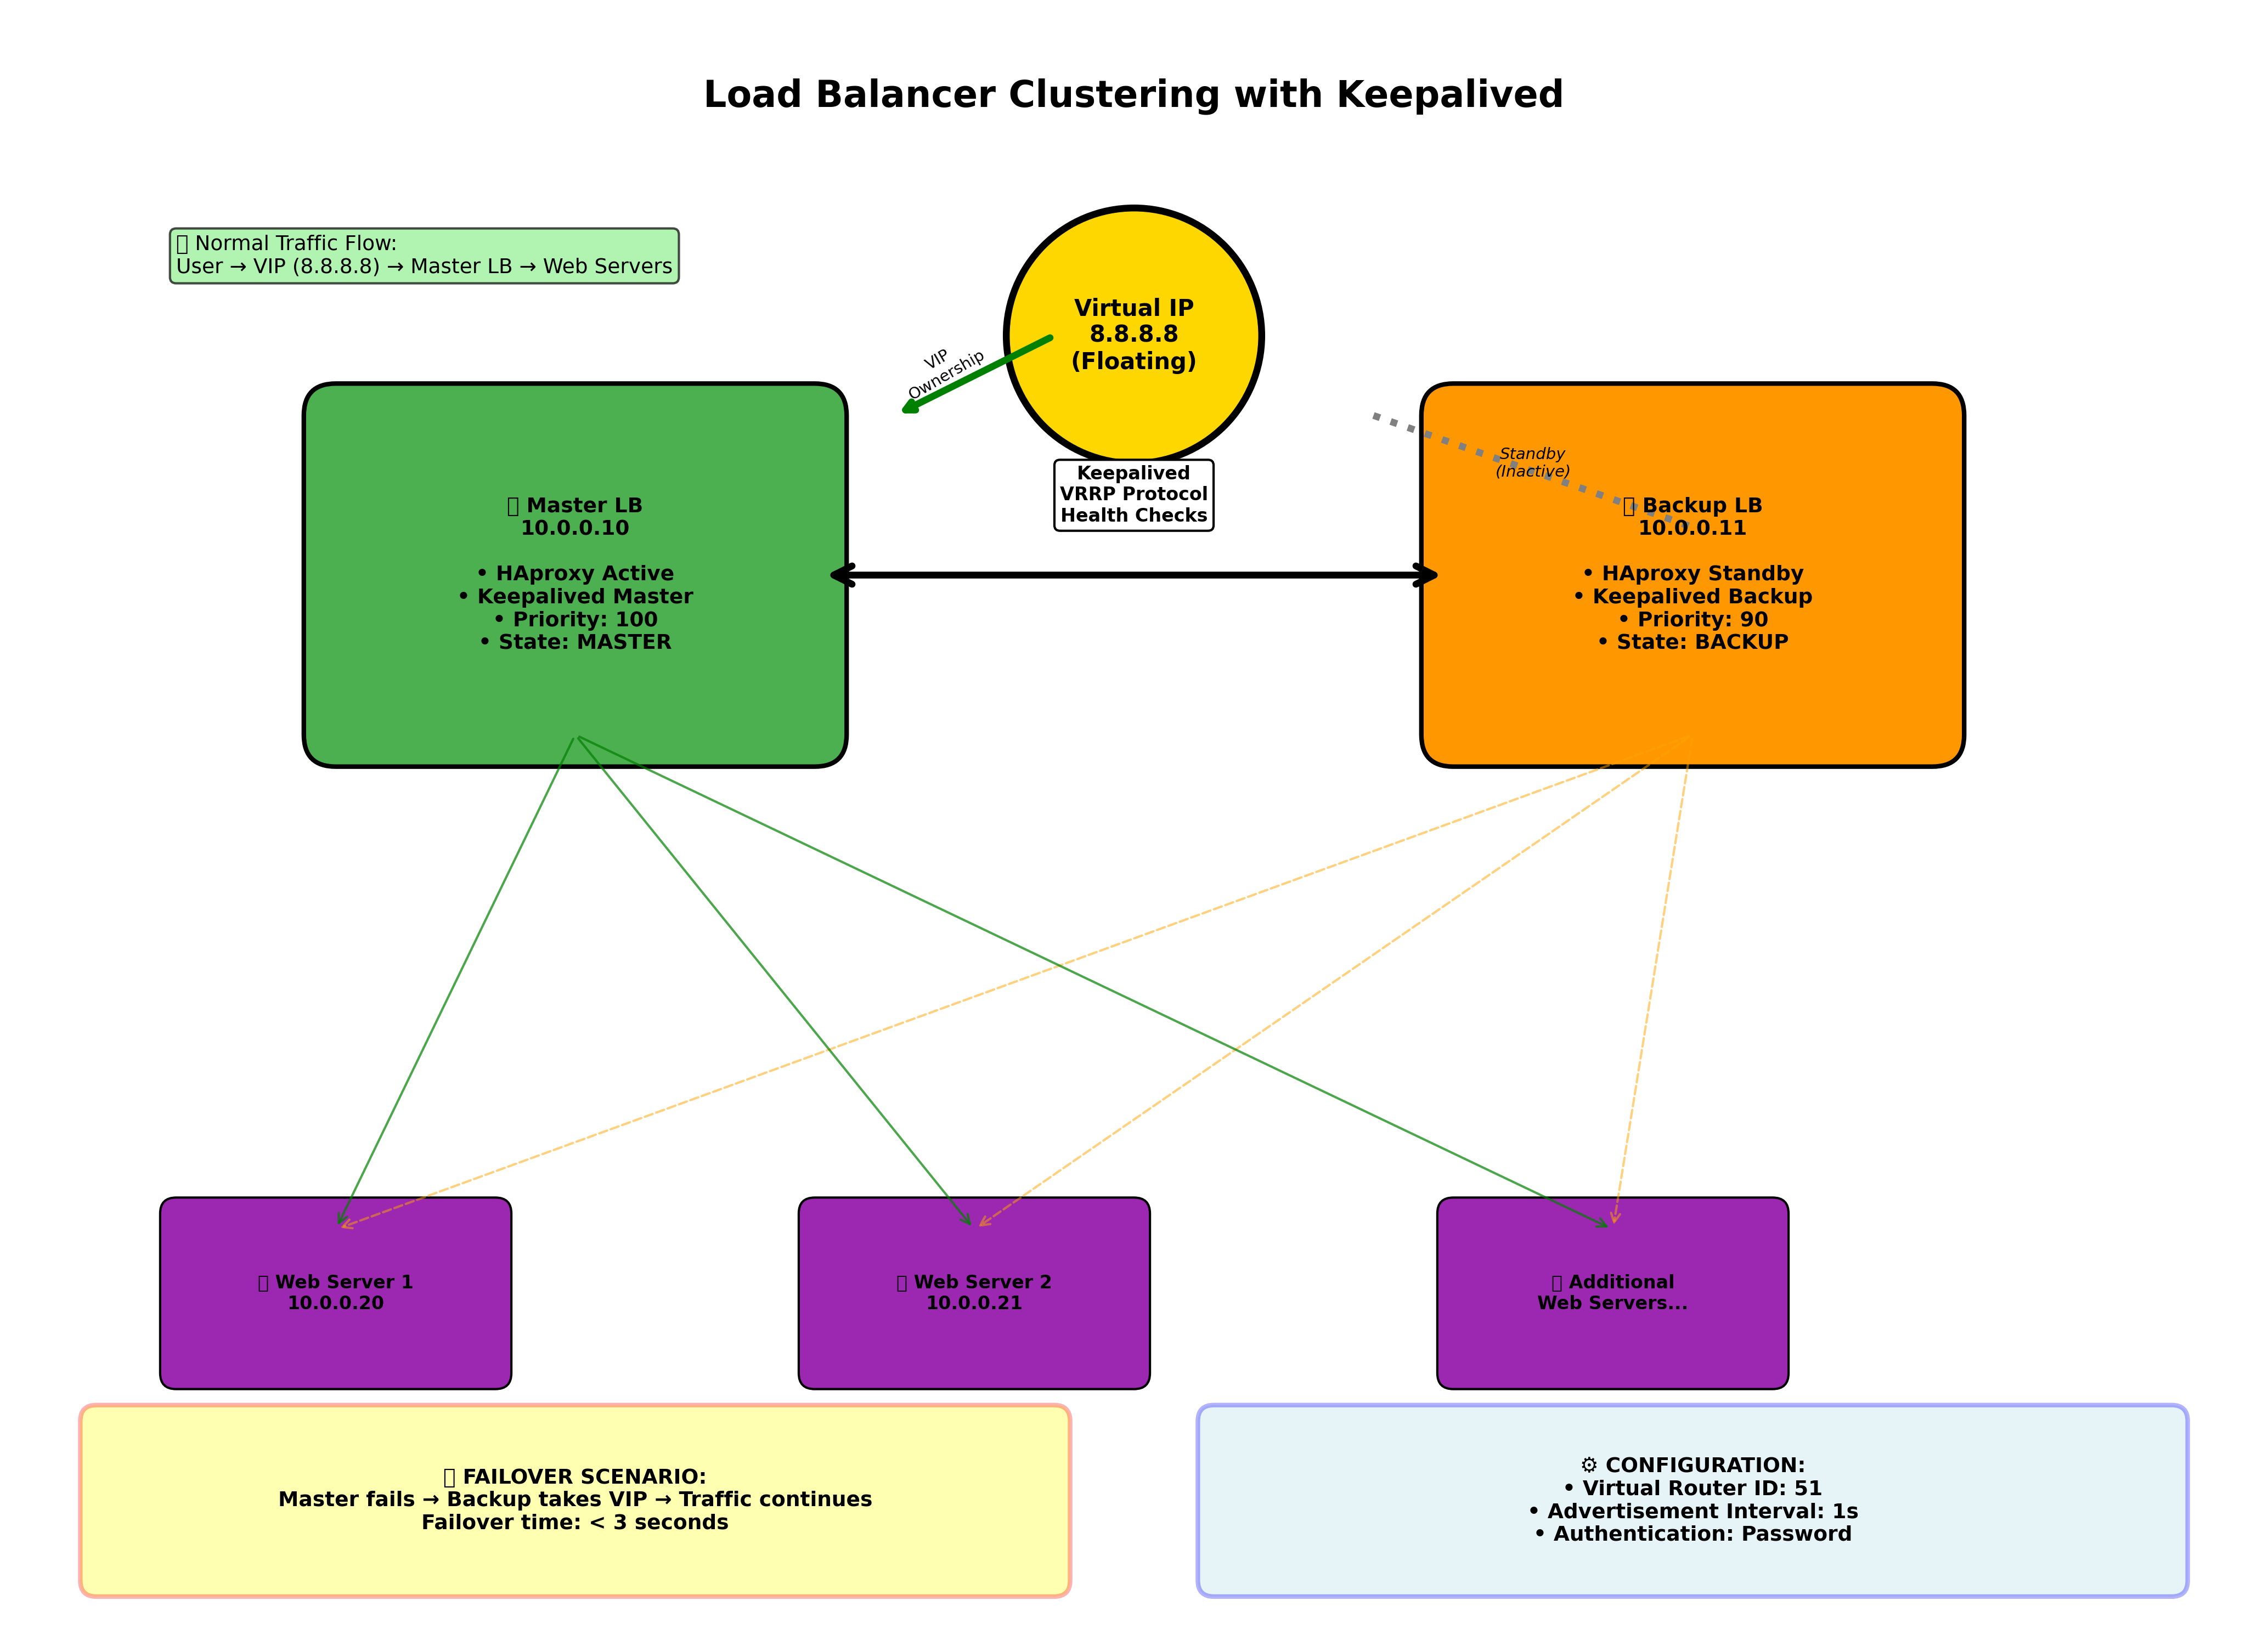 Load Balancer Clustering with Keepalived
▯ Normal Traffic Flow:
User → VIP (8.8.8.8) → Master LB → Web Servers
Virtual IP
8.8.8.8
(Floating)
VIP
Ownership
Keepalived
VRRP Protocol
Health Checks
▯ Master LB
10.0.0.10
• HAproxy Active
• Keepalived Master
• Priority: 100
• State: MASTER
Standby
(Inactive)
▯ Backup LB
10.0.0.11
• HAproxy Standby
• Keepalived Backup
• Priority: 90
• State: BACKUP
▯ Web Server 1
10.0.0.20
▯ Web Server 2
10.0.0.21
▯ Additional
Web Servers...
▯ FAILOVER SCENARIO:
Master fails → Backup takes VIP → Traffic continues
Failover time: < 3 seconds
⚙ CONFIGURATION:
• Virtual Router ID: 51
• Advertisement Interval: 1s
• Authentication: Password